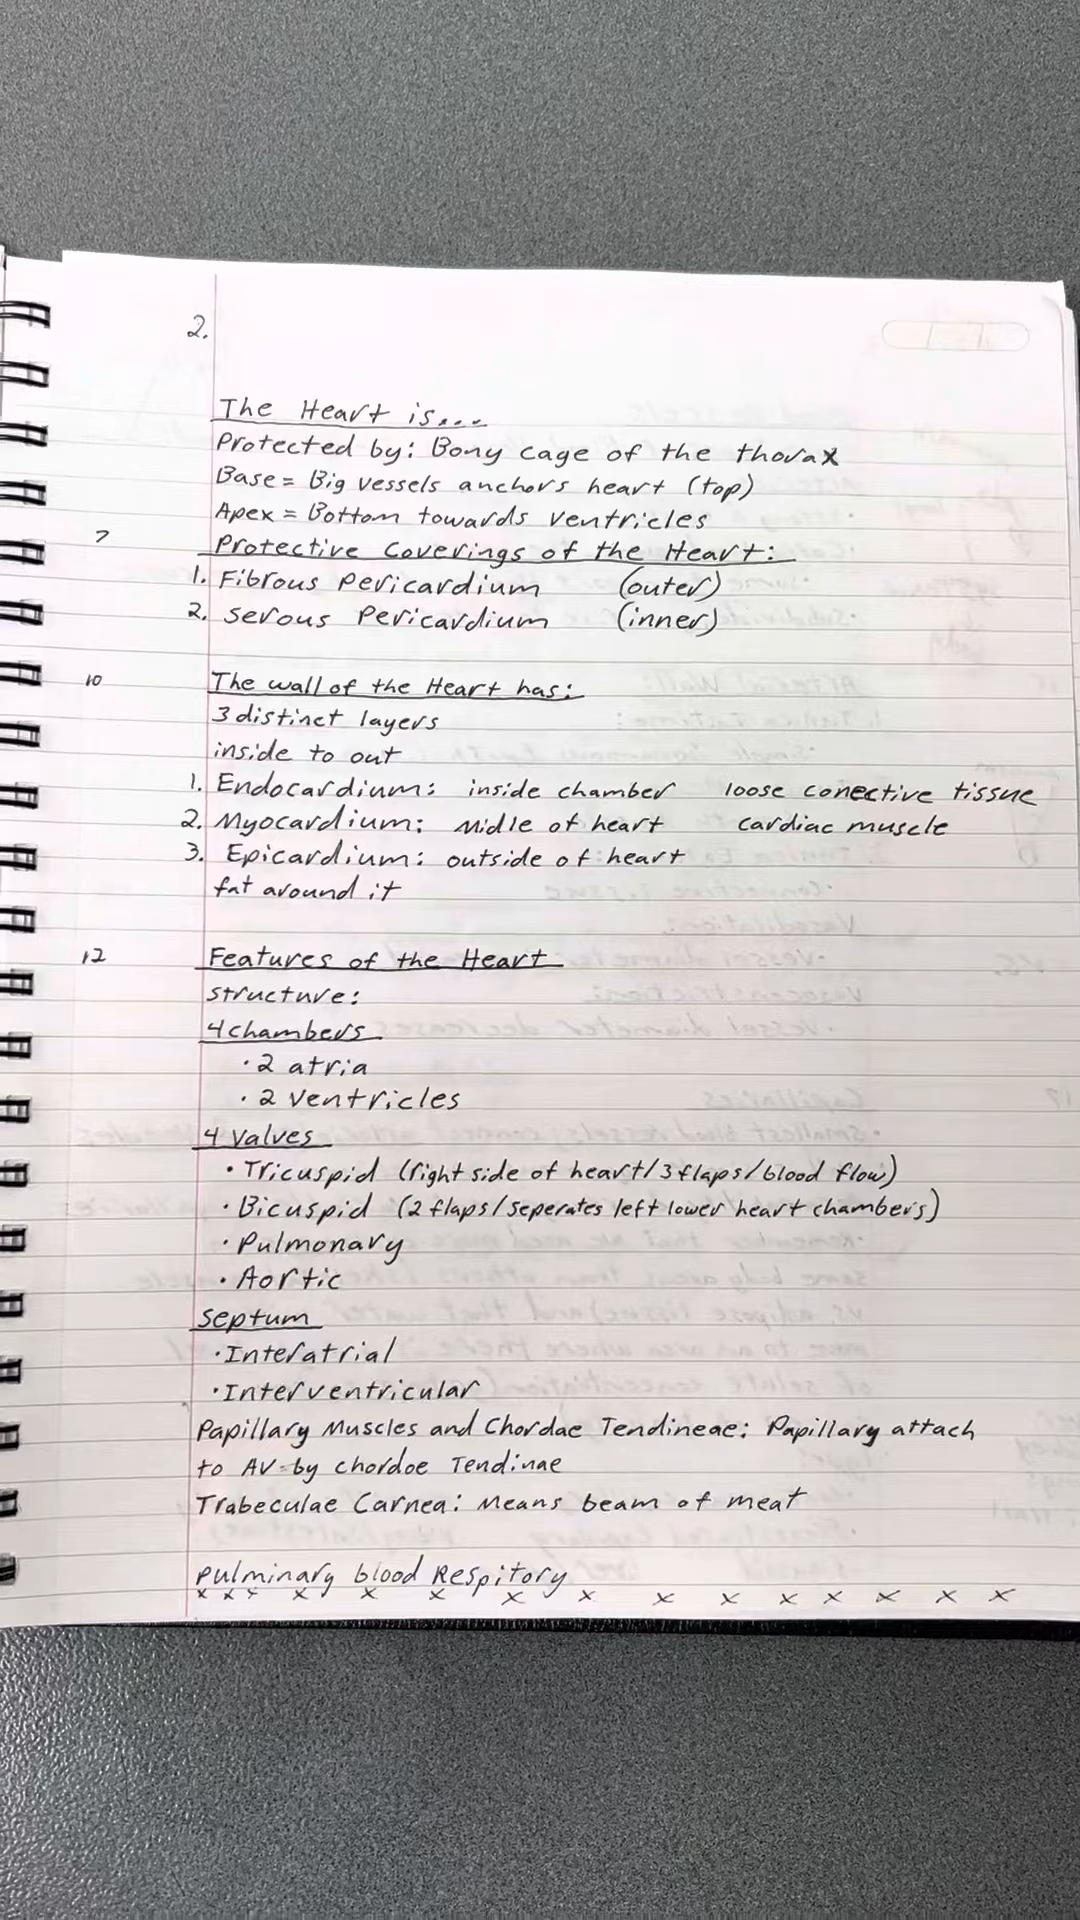 2.
The Heart is....
Protected by: Bony cage of the thorax
Base = Big vessels anchors heart (top)
Apex = Bottom towards ventricles
7 Protective Coverings of the Heart:
1. Fibrous pericardium (outer)
2. Serous Pericardium (inner)
10 The wall of the Heart has:
3 distinct layers
inside to out
1. Endocardium: inside chamber loose conective tissue
2. Myocardium: Midle of heart cardiac muscle
3. Epicardium: outside of heart
fat around it
12 Features of the Heart
structure:
4 chambers
• 2 atria
• 2 ventricles
4 valves
• Tricuspid (right side of heart/3 flaps/blood flow)
• Bicuspid (2 flaps/seperates left lower heart chambers)
• Pulmonary
• Aortic
Septum
• Interatrial
• Interventricular
Papillary Muscles and Chordae Tendineae: Papillary attach
to AV-by chordoe Tendinae
Trabeculae Carnea: Means beam of meat
Pulminary blood Respitory
x x x x x x x x x x x x x x x